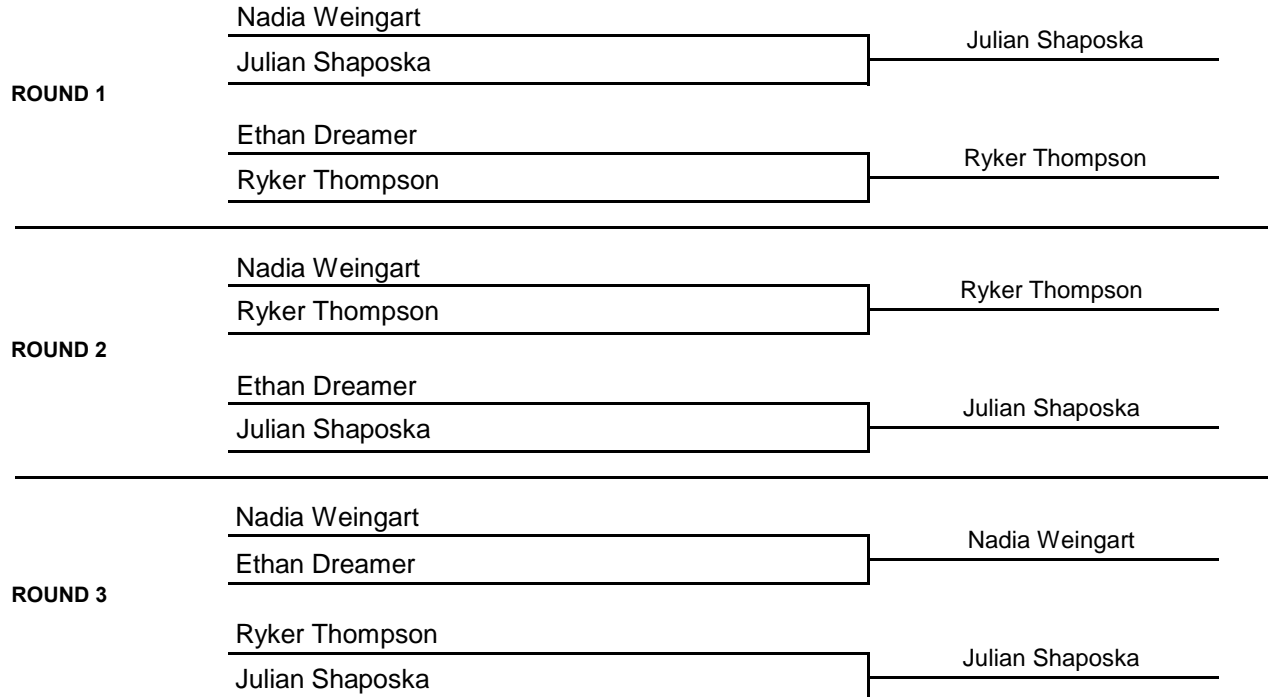 Nadia Weingart
Julian Shaposka
Julian Shaposka
ROUND 1
Ethan Dreamer
Ryker Thompson
Ryker Thompson
Nadia Weingart
Ryker Thompson
Ryker Thompson
ROUND 2
Ethan Dreamer
Julian Shaposka
Julian Shaposka
Nadia Weingart
Nadia Weingart
Ethan Dreamer
ROUND 3
Ryker Thompson
Julian Shaposka
Julian Shaposka